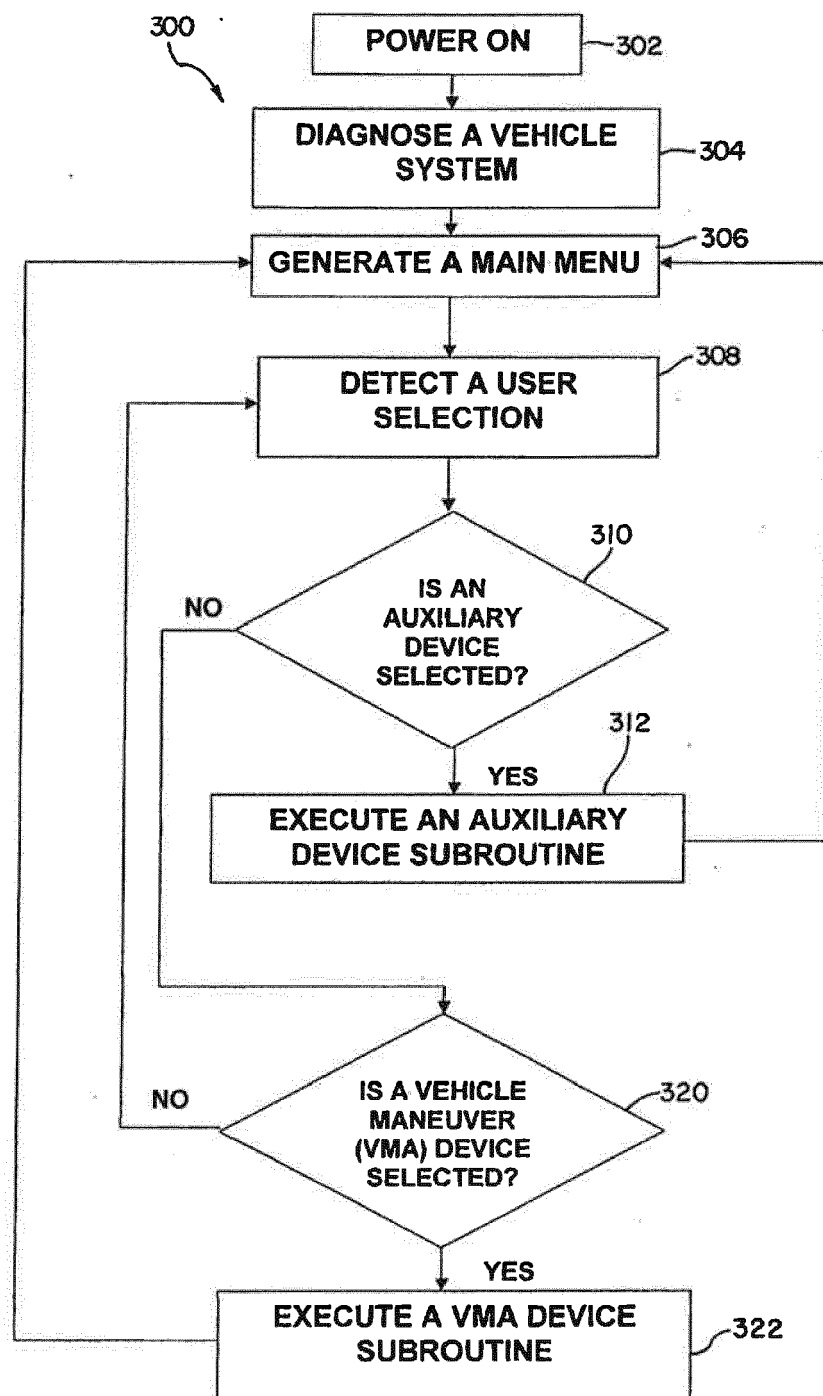 300
POWER ON
302
DIAGNOSE A VEHICLE
SYSTEM
304
GENERATE A MAIN MENU
306
DETECT A USER
SELECTION
308
310
IS AN
AUXILIARY
DEVICE
SELECTED?
NO
YES
312
EXECUTE AN AUXILIARY
DEVICE SUBROUTINE
IS A VEHICLE
MANEUVER
(VMA) DEVICE
SELECTED?
320
NO
YES
EXECUTE A VMA DEVICE
SUBROUTINE
322